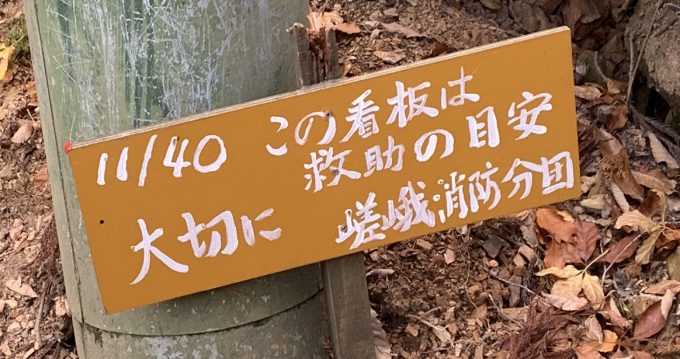 11/40 この看板は
救助の目安
大切に 嵯峨消防分団